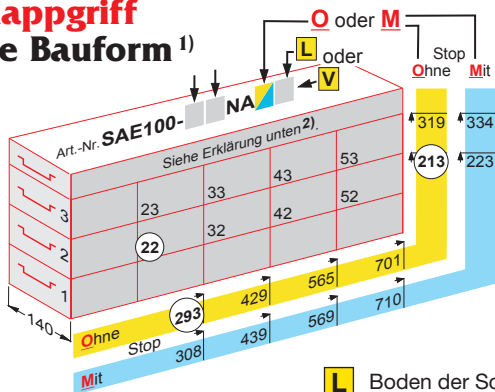 appgriff
e Bauform 1)
O oder M
L oder
V
Stop
Ohne Mit
Art.-Nr. SAE100- NA
Siehe Erklärung unten 2).
319 334
213 223
3
2
1
23 33 43 53
22 32 42 52
140
Ohne 293 429 565 701
Stop
Mit 308 439 569 710
L Boden der Sc